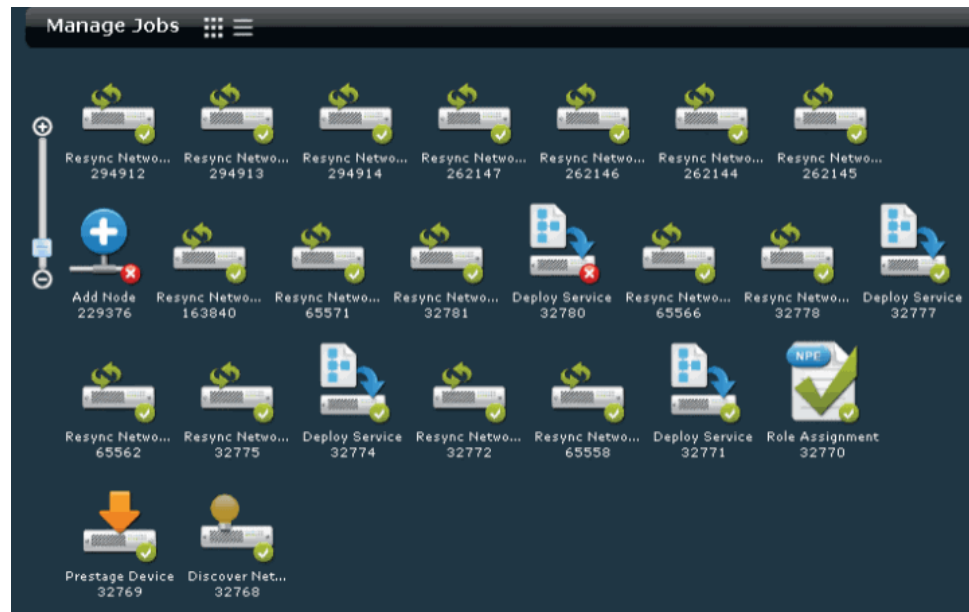 Manage Jobs
Resync Netwo... Resync Netwo... Resync Netwo... Resync Netwo... Resync Netwo... Resync Netwo... Resync Netwo...
294912 294913 294914 262147 262146 262144 262145
Add Node Resync Netwo... Resync Netwo... Resync Netwo... Deploy Service Resync Netwo... Resync Netwo... Deploy Service
229376 163840 65571 32781 32780 65566 32778 32777
NPE
Resync Netwo... Resync Netwo... Deploy Service Resync Netwo... Resync Netwo... Deploy Service Role Assignment
65562 32775 32774 32772 65558 32771 32770
Prestage Device Discover Net...
32769 32768